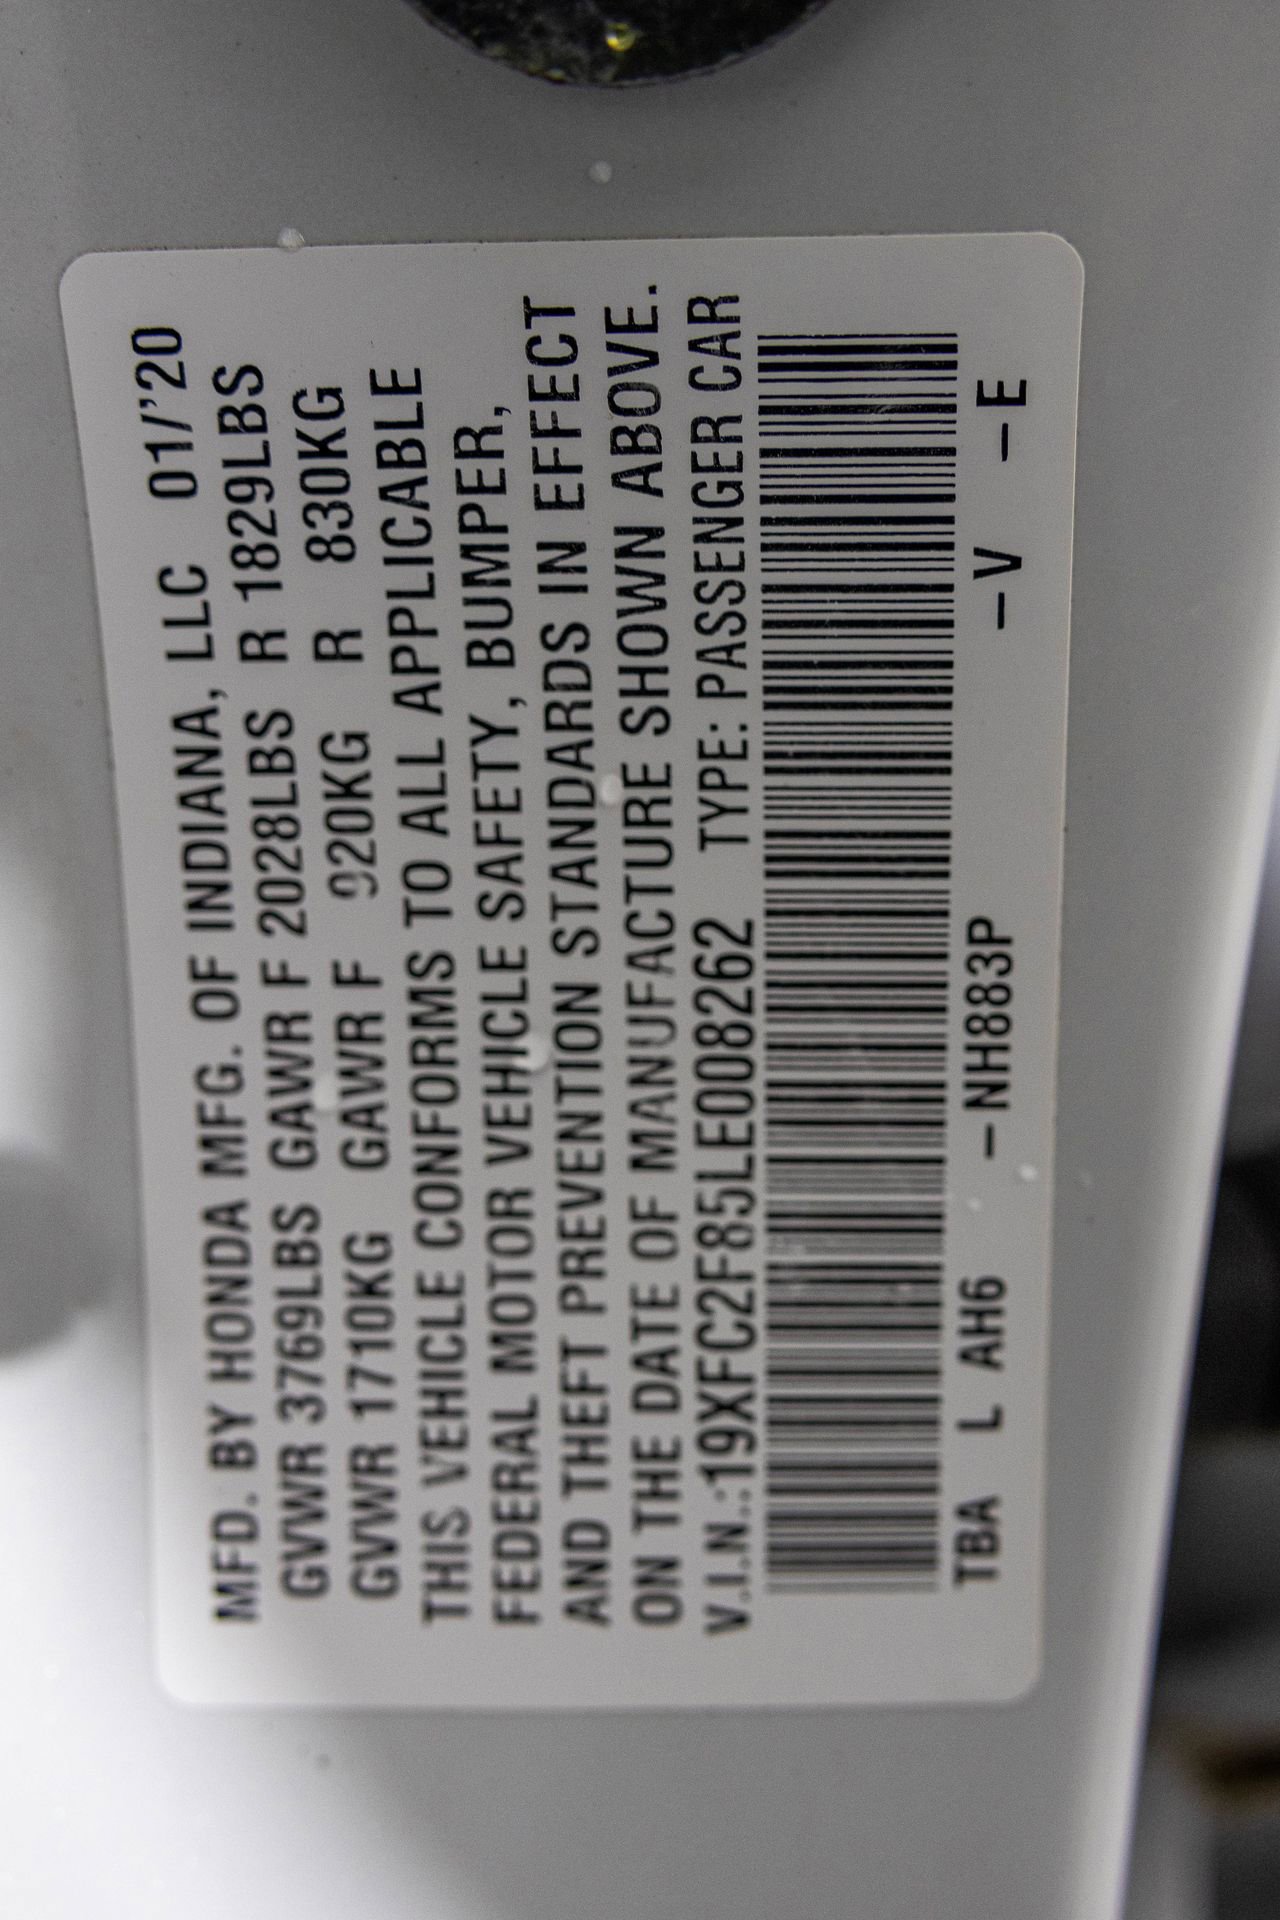 MFD. BY HONDA MFG. OF INDIANA, LLC 01/'20
GVWR 3769LBS GAWR F 2028LBS R 1829LBS
GVWR 1710KG GAWR F 920KG R 830KG
THIS VEHICLE CONFORMS TO ALL APPLICABLE
FEDERAL MOTOR VEHICLE SAFETY, BUMPER,
AND THEFT PREVENTION STANDARDS IN EFFECT
ON THE DATE OF MANUFACTURE SHOWN ABOVE.
V.I.N.:19XFC2F85LE008262 TYPE: PASSENGER CAR
TBA L AH6 –NH883P –V –E